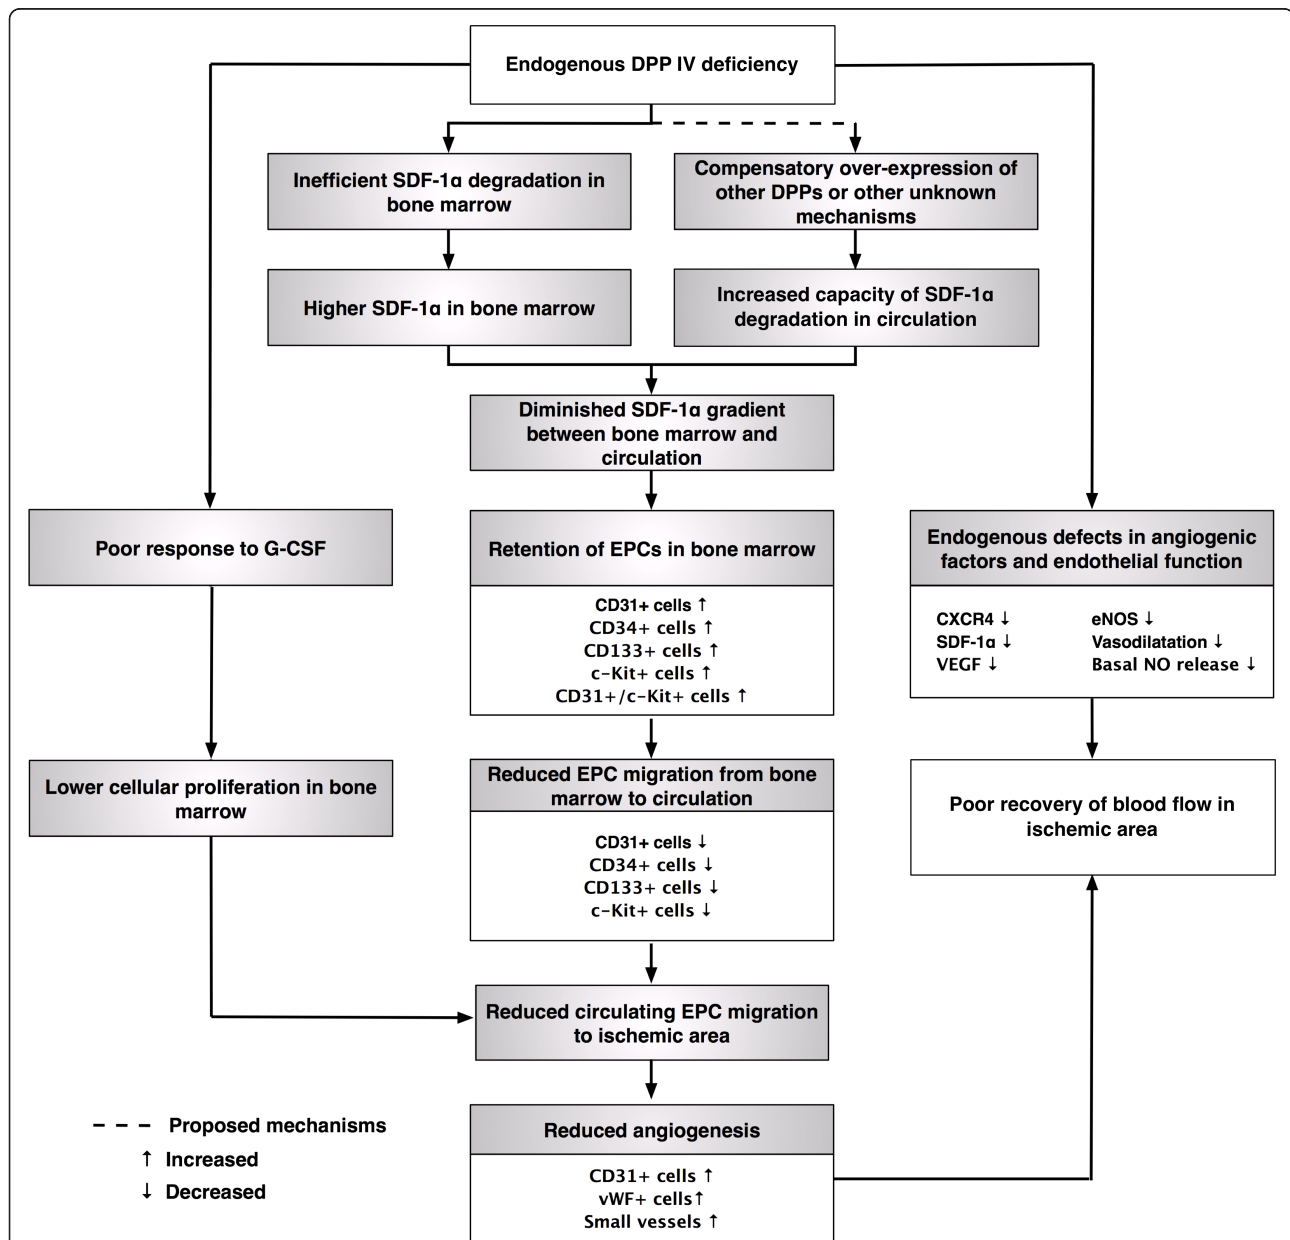 Endogenous DPP IV deficiency
Inefficient SDF-1α degradation in
bone marrow
Compensatory over-expression of
other DPPs or other unknown
mechanisms
Higher SDF-1α in bone marrow
Increased capacity of SDF-1α
degradation in circulation
Diminished SDF-1α gradient
between bone marrow and
circulation
Poor response to G-CSF
Retention of EPCs in bone marrow
CD31+ cells ↑
CD34+ cells ↑
CD133+ cells ↑
c-Kit+ cells ↑
CD31+/c-Kit+ cells ↑
Endogenous defects in angiogenic
factors and endothelial function
CXCR4 ↓
SDF-1α ↓
VEGF ↓
eNOS ↓
Vasodilatation ↓
Basal NO release ↓
Lower cellular proliferation in bone
marrow
Reduced EPC migration from bone
marrow to circulation
CD31+ cells ↓
CD34+ cells ↓
CD133+ cells ↓
c-Kit+ cells ↓
Poor recovery of blood flow in
ischemic area
Reduced circulating EPC migration
to ischemic area
Reduced angiogenesis
CD31+ cells ↑
vWF+ cells↑
Small vessels ↑
Proposed mechanisms
↑ Increased
↓ Decreased